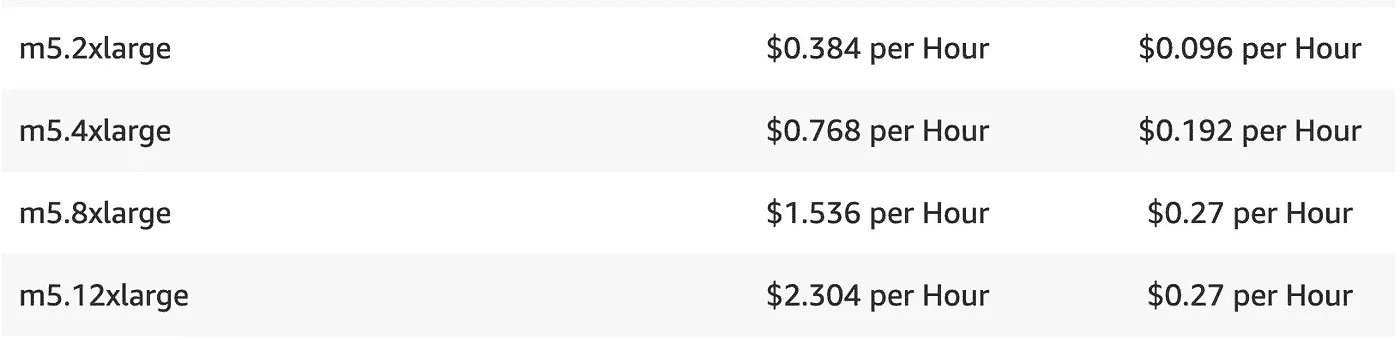 m5.2xlarge $0.384 per Hour $0.096 per Hour
m5.4xlarge $0.768 per Hour $0.192 per Hour
m5.8xlarge $1.536 per Hour $0.27 per Hour
m5.12xlarge $2.304 per Hour $0.27 per Hour